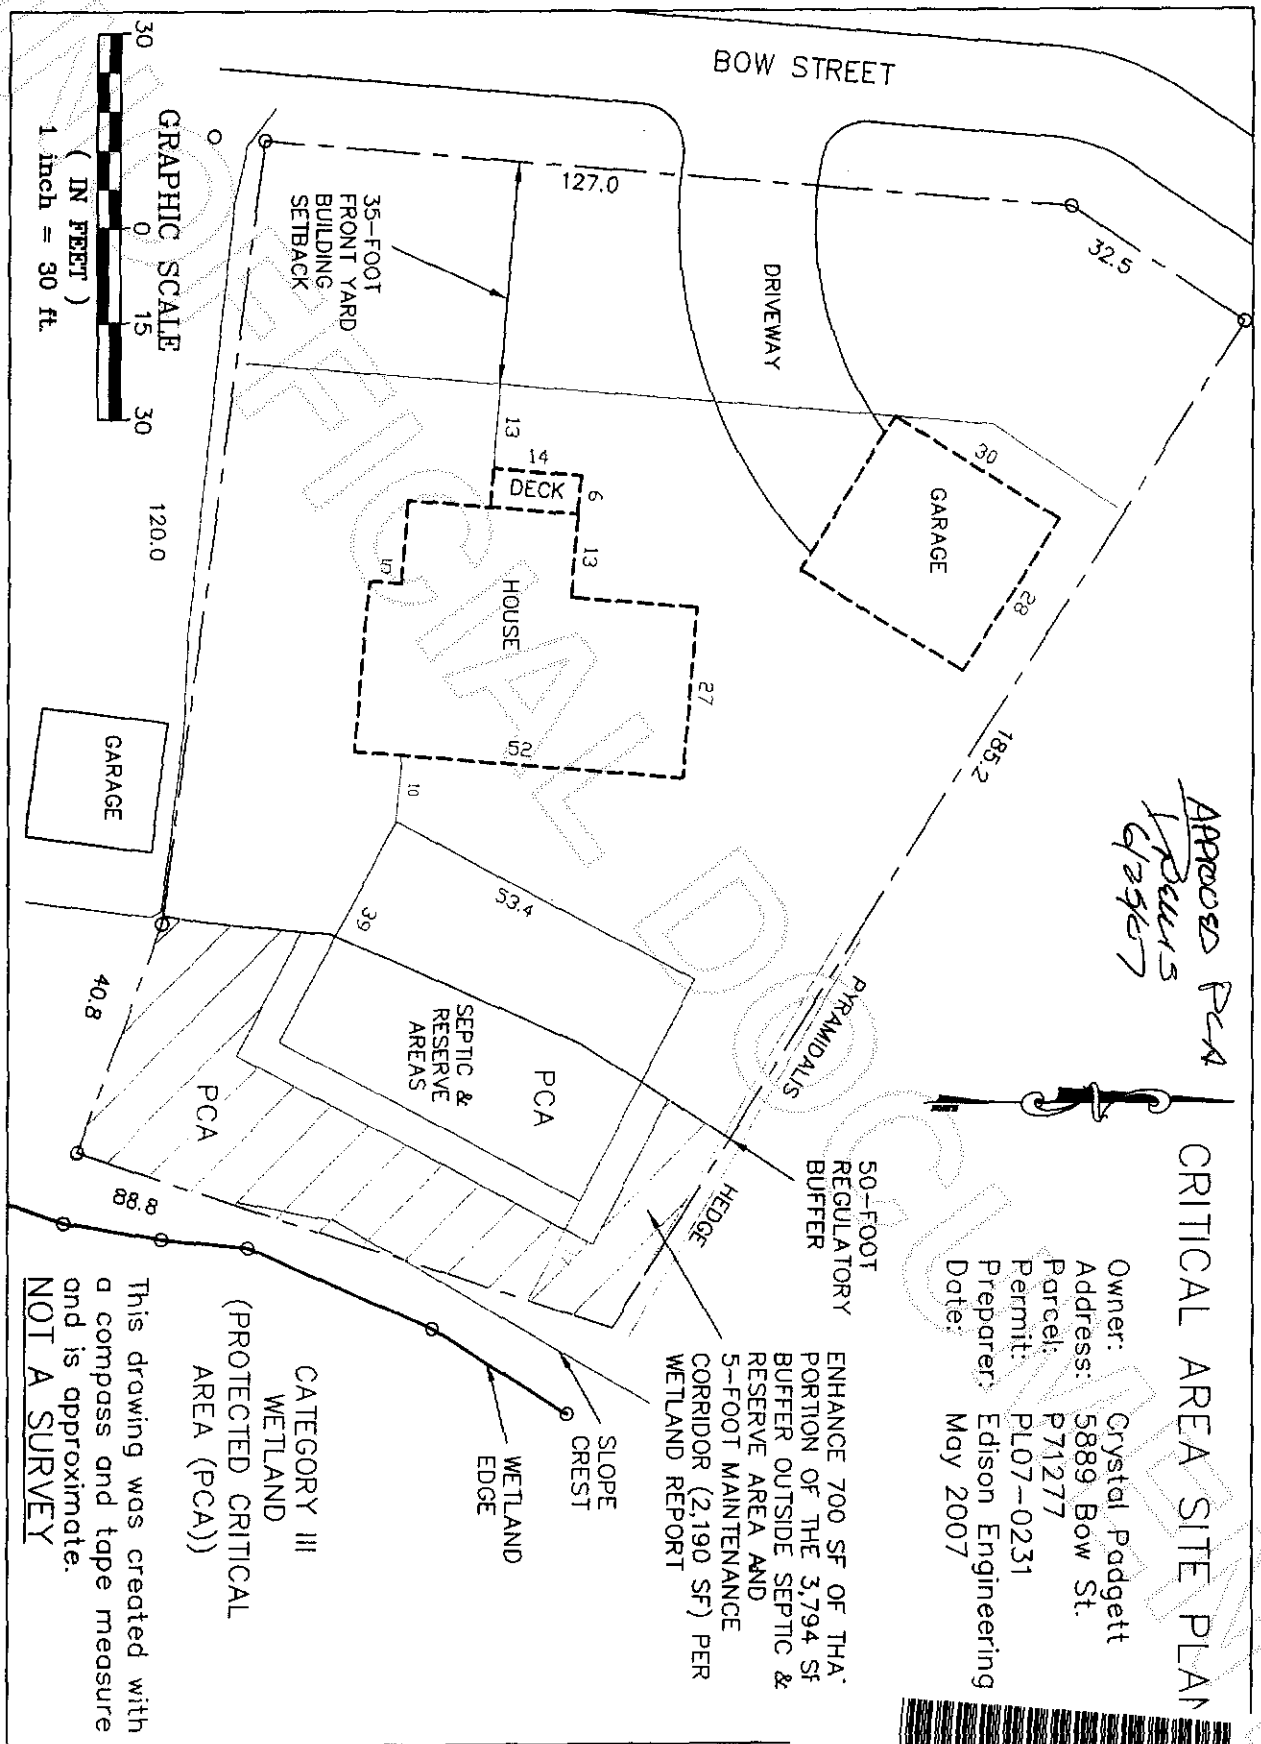 CRITICAL AREA SITE PLAN
Owner: Crystal Padgett
Address: 5889 Bow St.
Parcel: P71277
Permit: PL07-0231
Preparer: Edison Engineering
Date: May 2007
APPROVED PCA
6/25/07
BOW STREET
127.0
32.5
185.2
DRIVEWAY
35-FOOT
FRONT YARD
BUILDING
SETBACK
13
14
DECK
6
13
5
HOUSE
27
52
10
GARAGE
30
28
120.0
GARAGE
53.4
39
SEPTIC &
RESERVE
AREAS
PCA
PCA
40.8
88.8
PYRAMIDALIS
HEDGE
50-FOOT
REGULATORY
BUFFER
ENHANCE 700 SF OF THA
PORTION OF THE 3,794 SF
BUFFER OUTSIDE SEPTIC &
RESERVE AREA AND
5-FOOT MAINTENANCE
CORRIDOR (2,190 SF) PER
WETLAND REPORT
SLOPE
CREST
WETLAND
EDGE
CATEGORY III
WETLAND
(PROTECTED CRITICAL
AREA (PCA))
This drawing was created with
a compass and tape measure
and is approximate.
NOT A SURVEY
GRAPHIC SCALE
30 0 15 30
( IN FEET )
1 inch = 30 ft.
UNOFFICIAL DOCUMENT